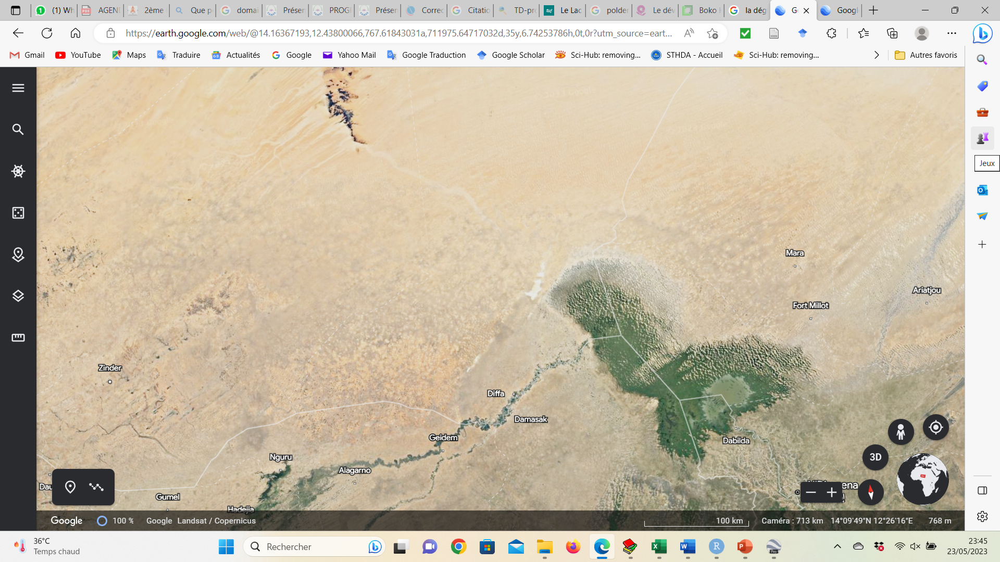 (1) Wh
AGEN
2ème
Que p
domai
Présen
PROG
Présen
Correc
Citatio
TD-pro
Le Lac
polder
Le dév
Boko
la dég
Googl
https://earth.google.com/web/@14.16367193,12.43800066,767.61843031a,711975.64717032d,35y,6.74253786h,0t,0r?utm_source=eart...
Gmail
YouTube
Maps
Traduire
Actualités
Google
Yahoo Mail
Google Traduction
Google Scholar
Sci-Hub: removing...
STHDA - Accueil
Sci-Hub: removing...
Autres favoris
Jeux
Mara
Ariatjou
Fort Millot
Zinder
Diffa
Damasak
Geidem
Dabilda
Nguru
Alagarno
Dau
Gumel
Hadejia
ena
3D
Google
100 %
Google Landsat / Copernicus
100 km
Caméra : 713 km 14°09'49"N 12°26'16"E 768 m
36°C
Temps chaud
Rechercher
23:45
23/05/2023